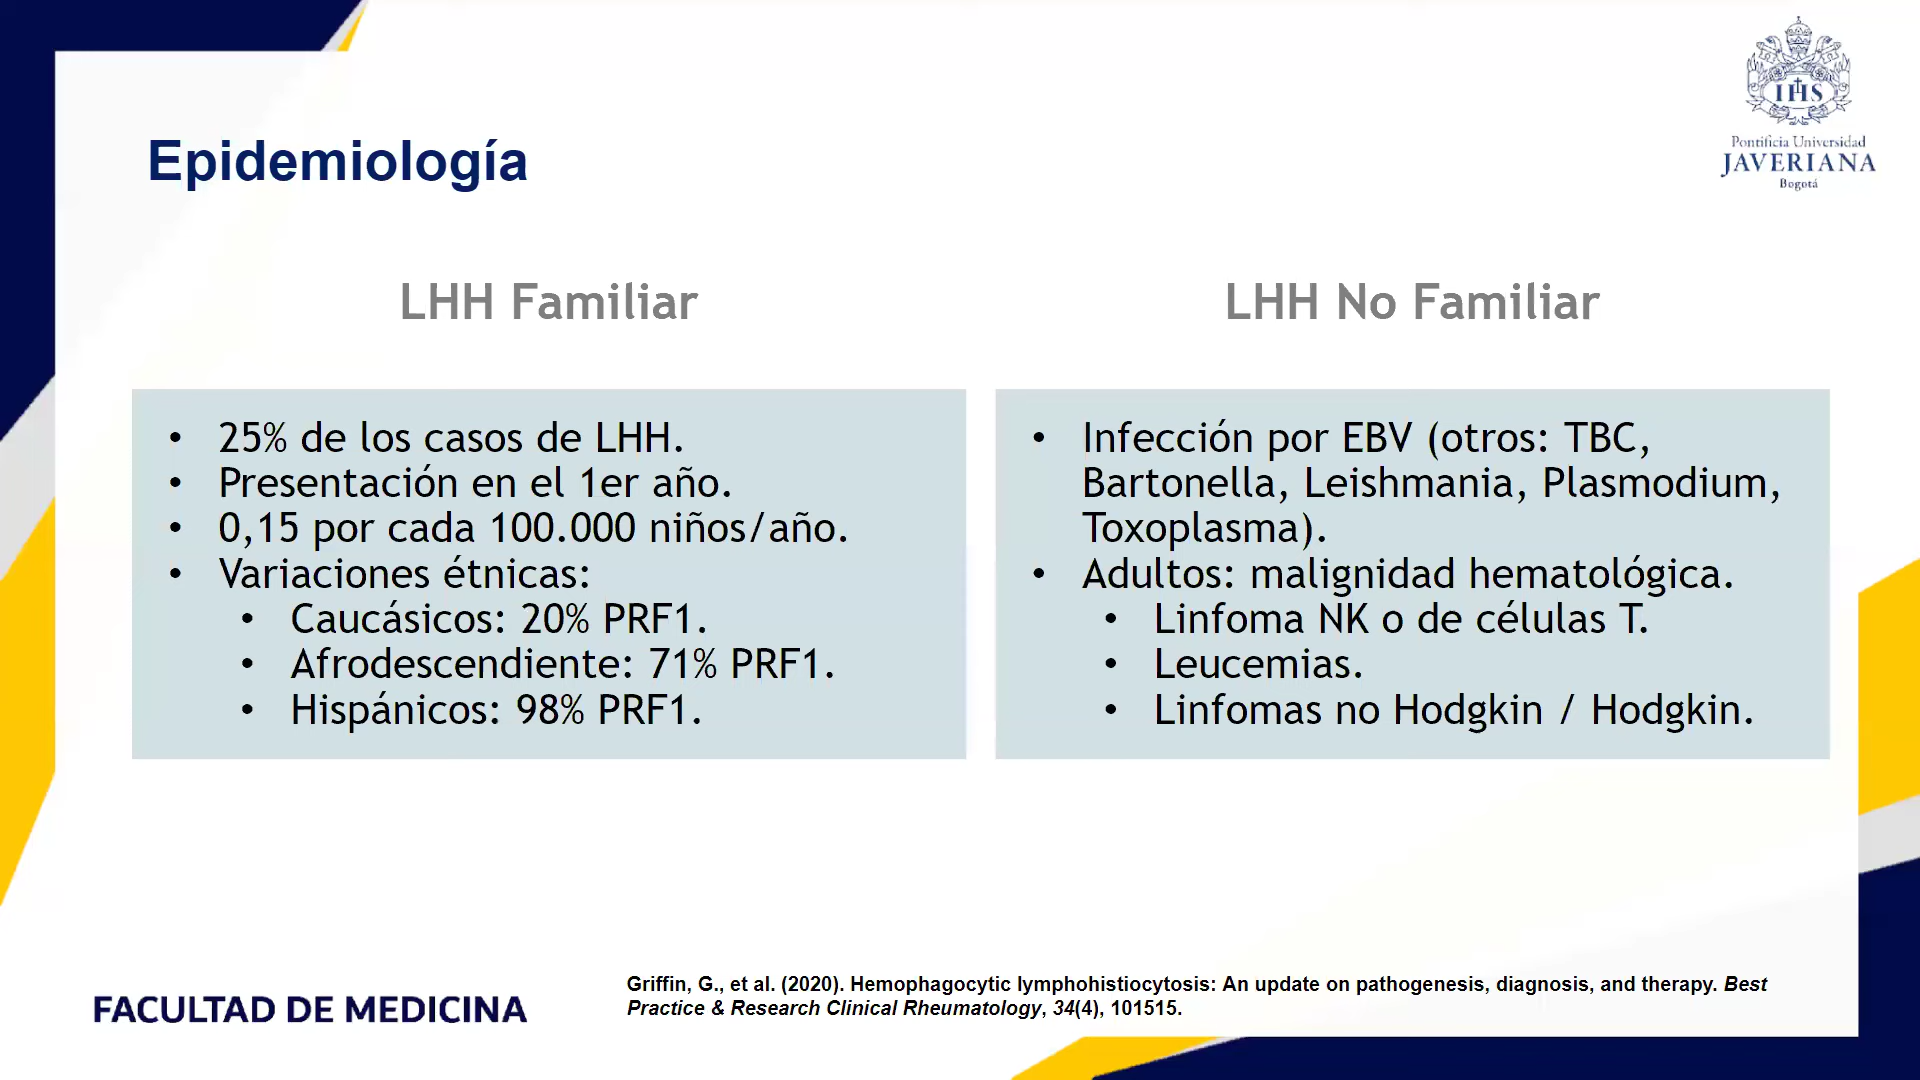 IHS
Pontificia Universidad
JAVERIANA
Bogotá
Epidemiología
LHH Familiar
• 25% de los casos de LHH.
• Presentación en el 1er año.
• 0,15 por cada 100.000 niños/año.
• Variaciones étnicas:
• Caucásicos: 20% PRF1.
• Afrodescendiente: 71% PRF1.
• Hispánicos: 98% PRF1.
LHH No Familiar
• Infección por EBV (otros: TBC,
Bartonella, Leishmania, Plasmodium,
Toxoplasma).
• Adultos: malignidad hematológica.
• Linfoma NK o de células T.
• Leucemias.
• Linfomas no Hodgkin / Hodgkin.
FACULTAD DE MEDICINA
Griffin, G., et al. (2020). Hemophagocytic lymphohistiocytosis: An update on pathogenesis, diagnosis, and therapy. Best
Practice & Research Clinical Rheumatology, 34(4), 101515.